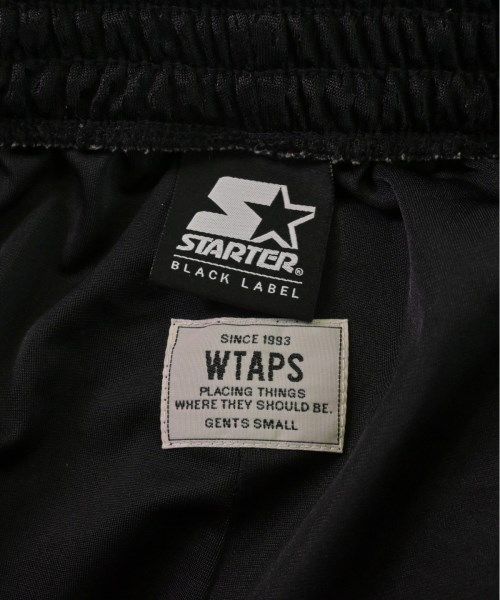 STARTER®
BLACK LABEL
SINCE 1993
WTAPS
PLACING THINGS
WHERE THEY SHOULD BE.
GENTS SMALL